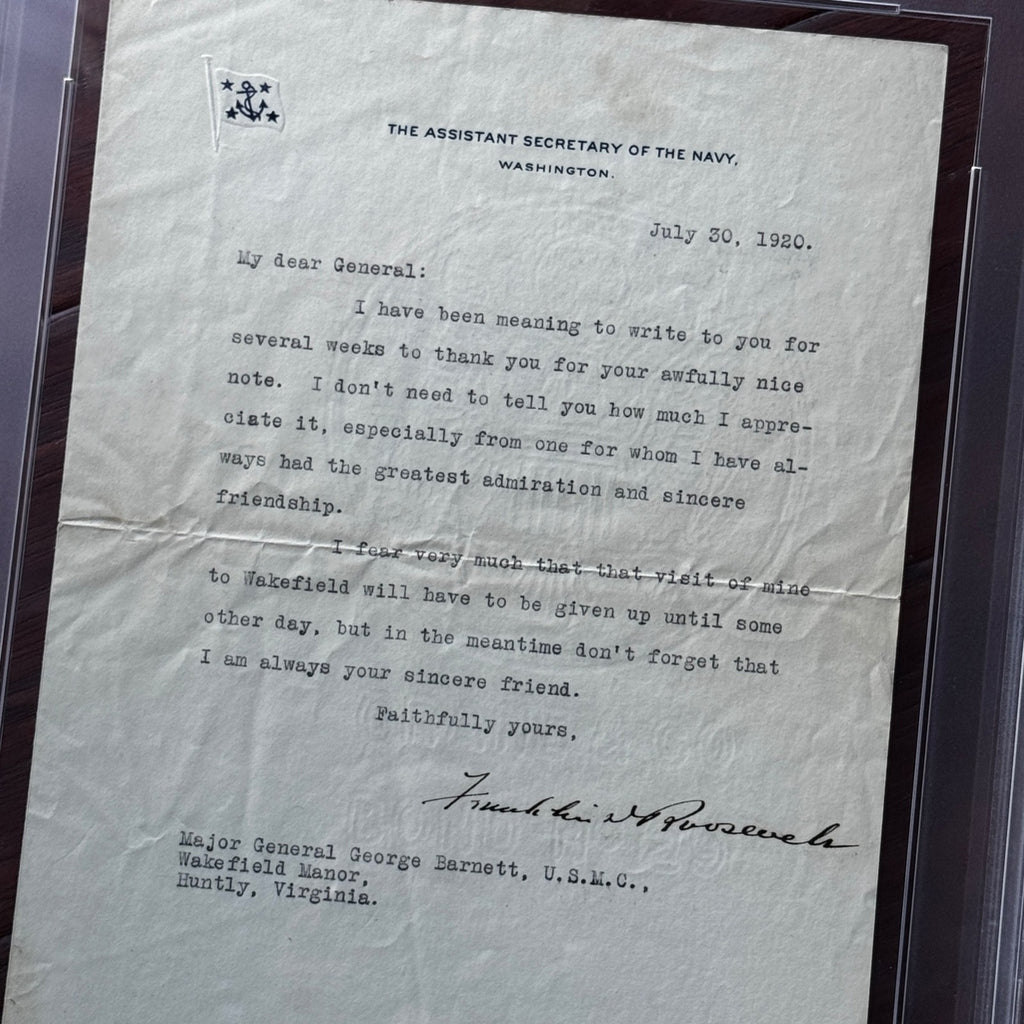 THE ASSISTANT SECRETARY OF THE NAVY,
WASHINGTON.
July 30, 1920.
My dear General:
I have been meaning to write to you for
several weeks to thank you for your awfully nice
note. I don't need to tell you how much I appre-
ciate it, especially from one for whom I have al-
ways had the greatest admiration and sincere
friendship.
I fear very much that that visit of mine
to Wakefield will have to be given up until some
other day, but in the meantime don't forget that
I am always your sincere friend.
Faithfully yours,
Franklin D Roosevelt
Major General George Barnett, U.S.M.C.,
Wakefield Manor,
Huntly, Virginia.